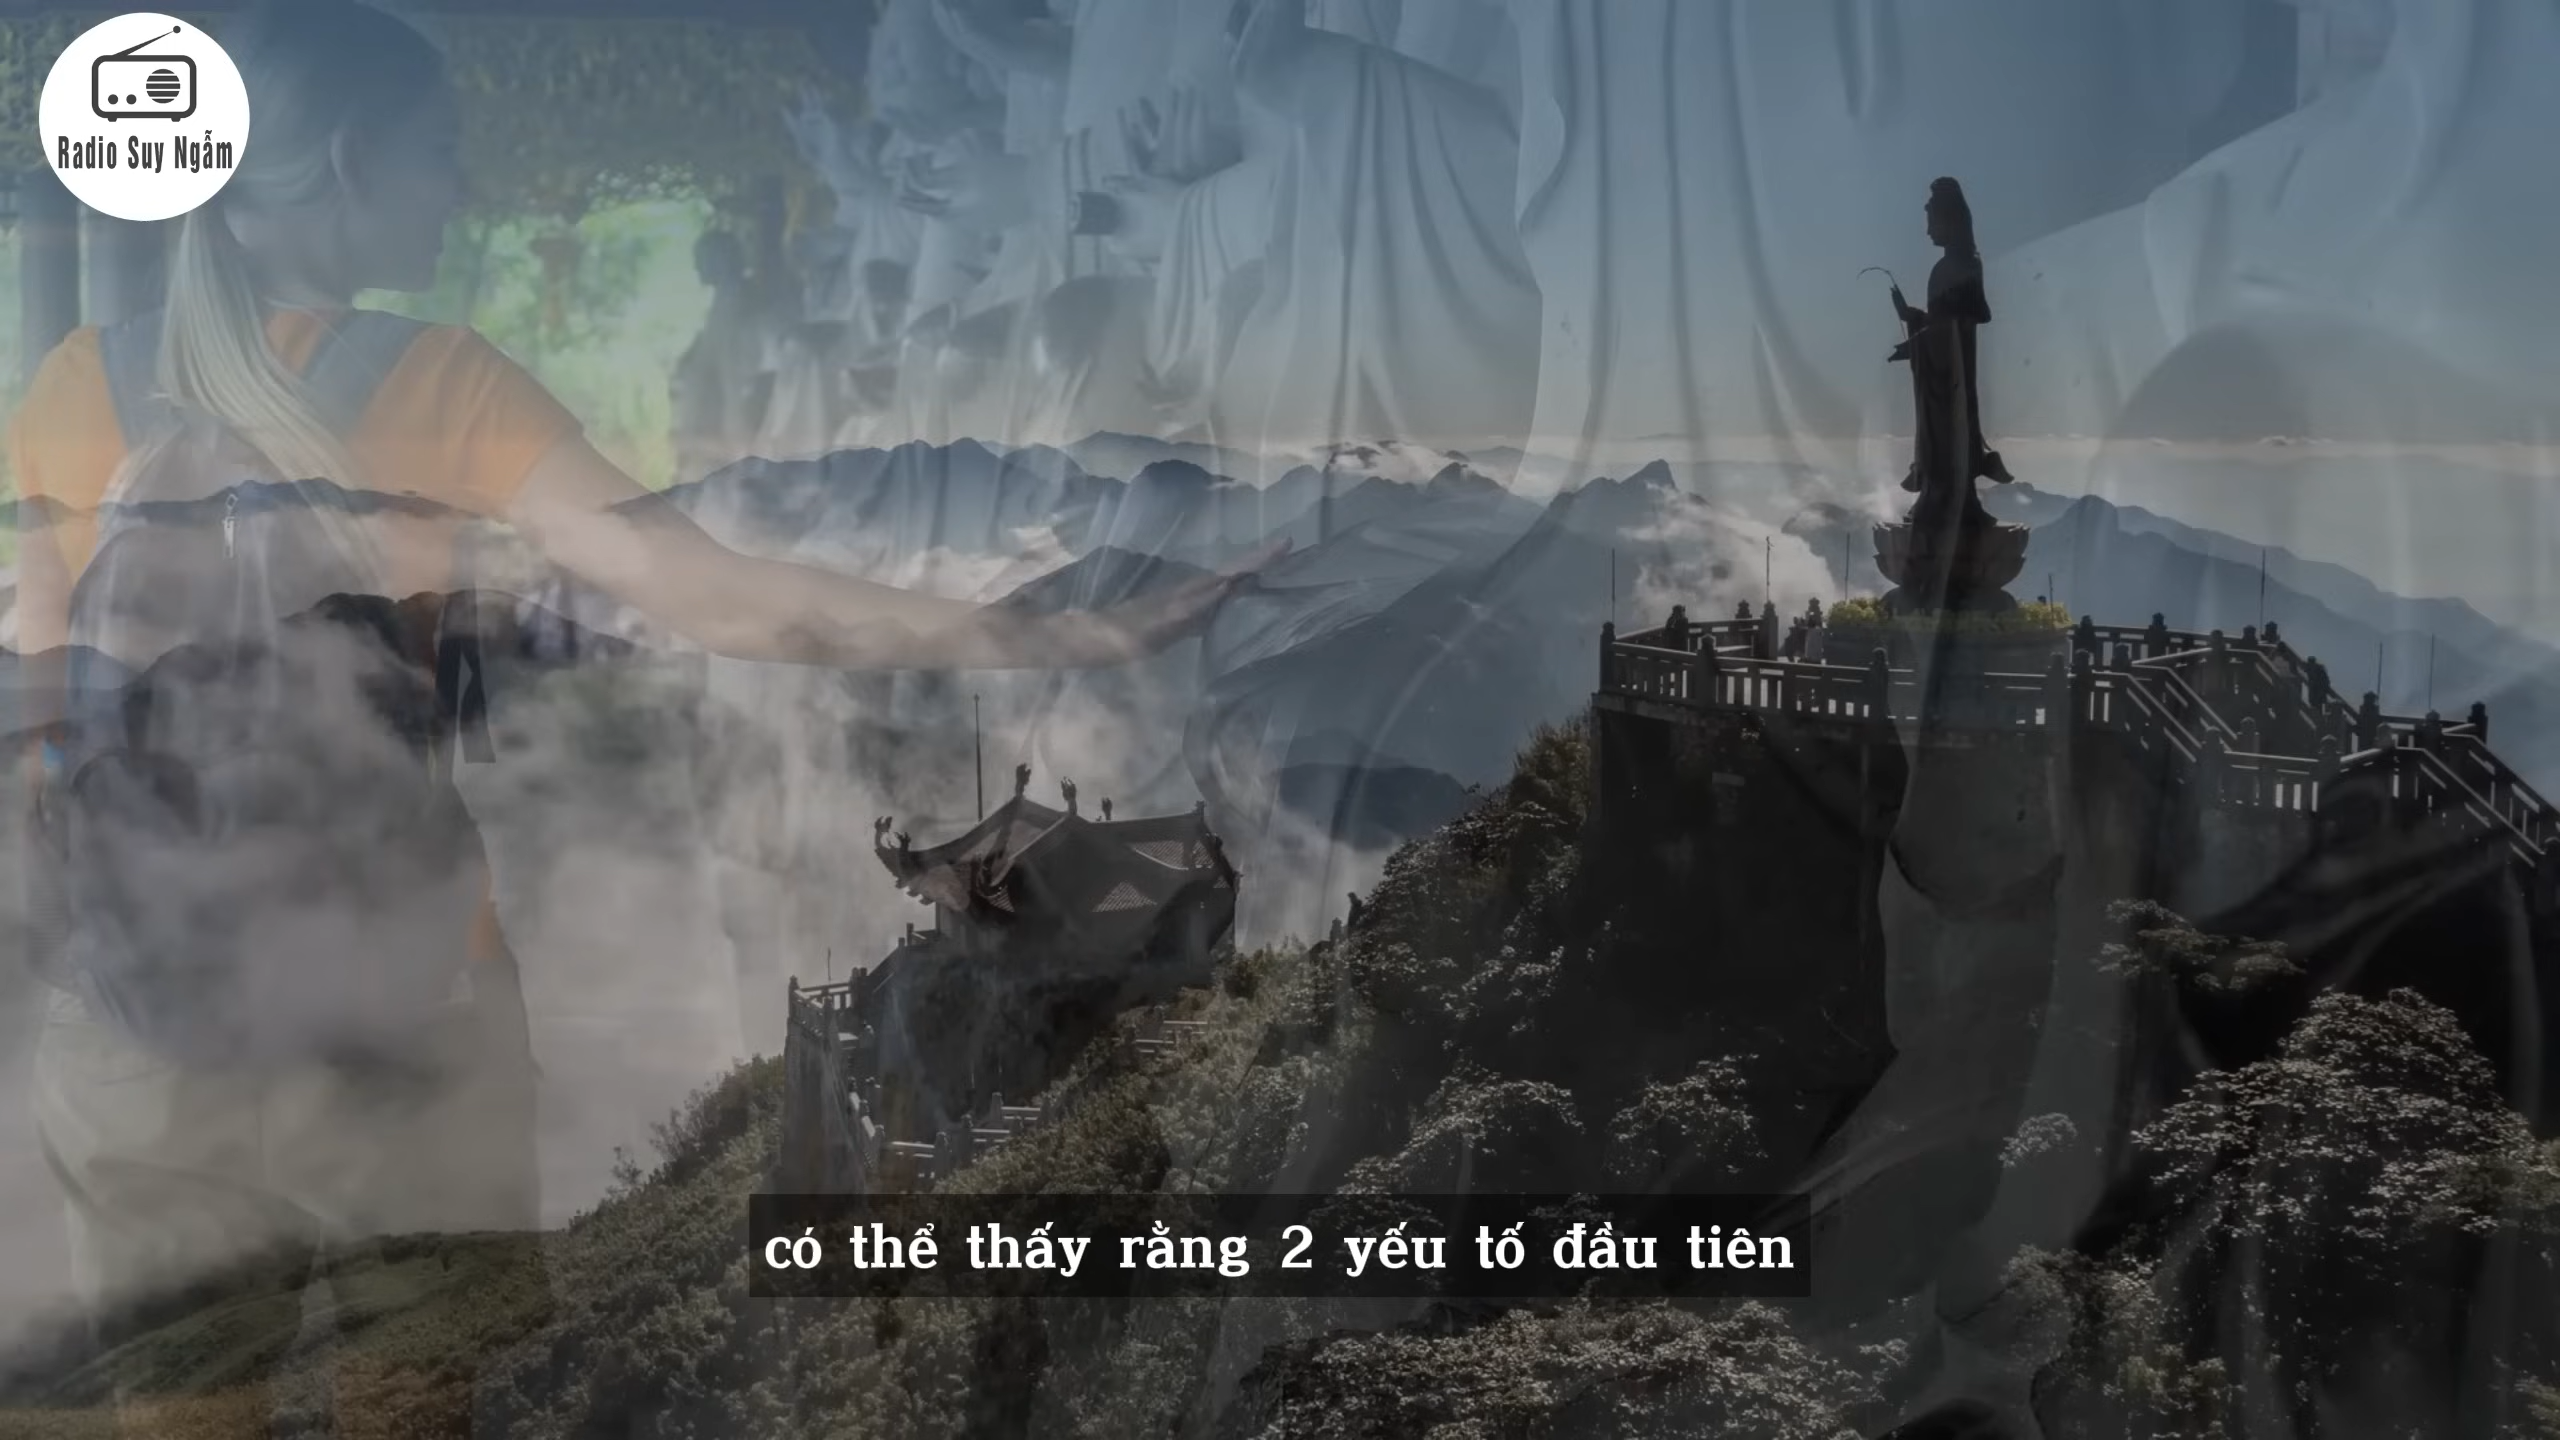 Radio Suy Ngẫm
có thể thấy rằng 2 yếu tố đầu tiên